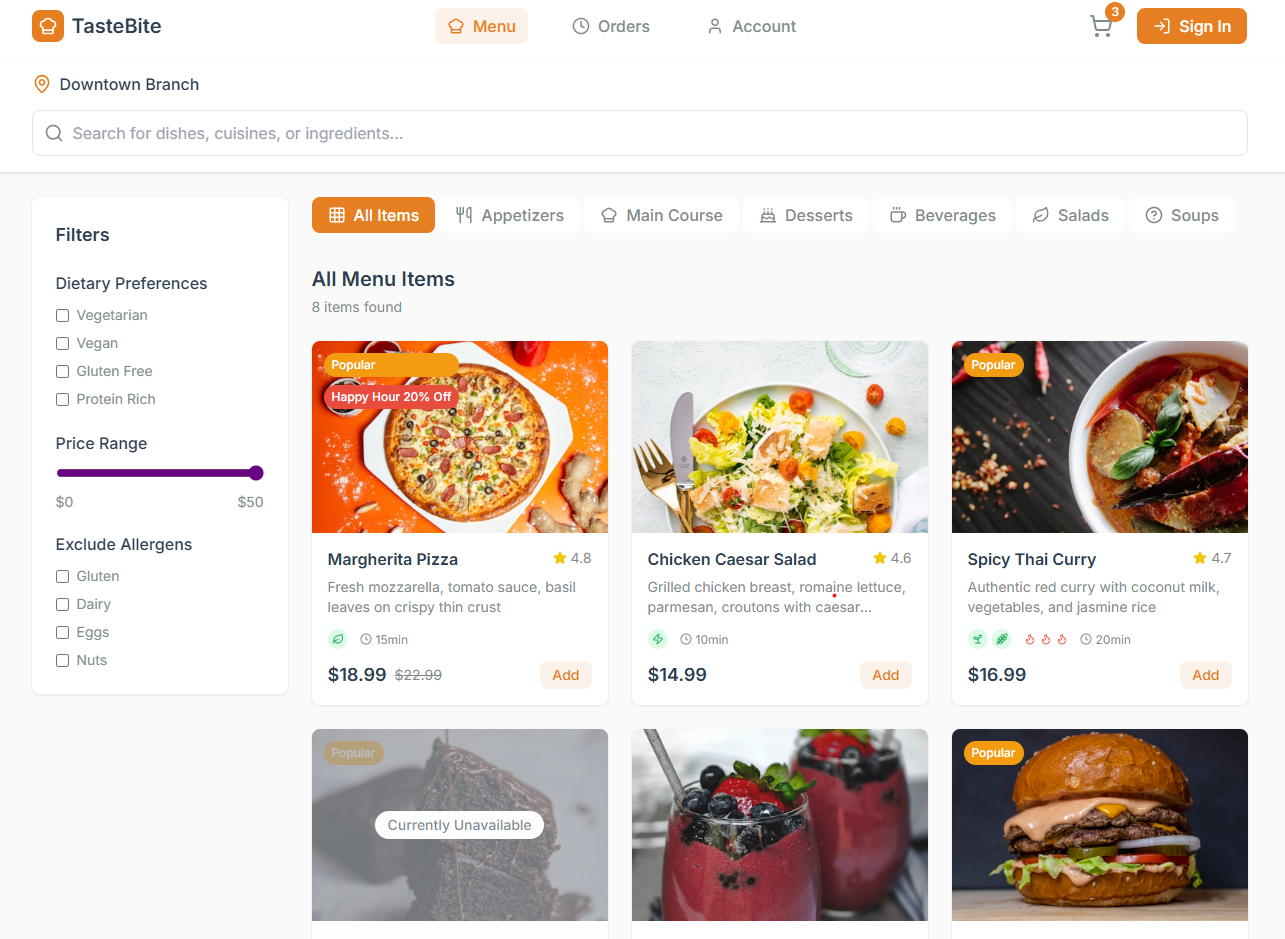 TasteBite
Menu
Orders
Account
3
Sign In
Downtown Branch
Search for dishes, cuisines, or ingredients...
Filters
Dietary Preferences
Vegetarian
Vegan
Gluten Free
Protein Rich
Price Range
$0 $50
Exclude Allergens
Gluten
Dairy
Eggs
Nuts
All Items
Appetizers
Main Course
Desserts
Beverages
Salads
Soups
All Menu Items
8 items found
Popular
Happy Hour 20% Off
Margherita Pizza 4.8
Fresh mozzarella, tomato sauce, basil
leaves on crispy thin crust
15min
$18.99 $22.99 Add
Chicken Caesar Salad 4.6
Grilled chicken breast, romaine lettuce,
parmesan, croutons with caesar...
10min
$14.99 Add
Popular
Spicy Thai Curry 4.7
Authentic red curry with coconut milk,
vegetables, and jasmine rice
20min
$16.99 Add
Popular
Currently Unavailable
Popular